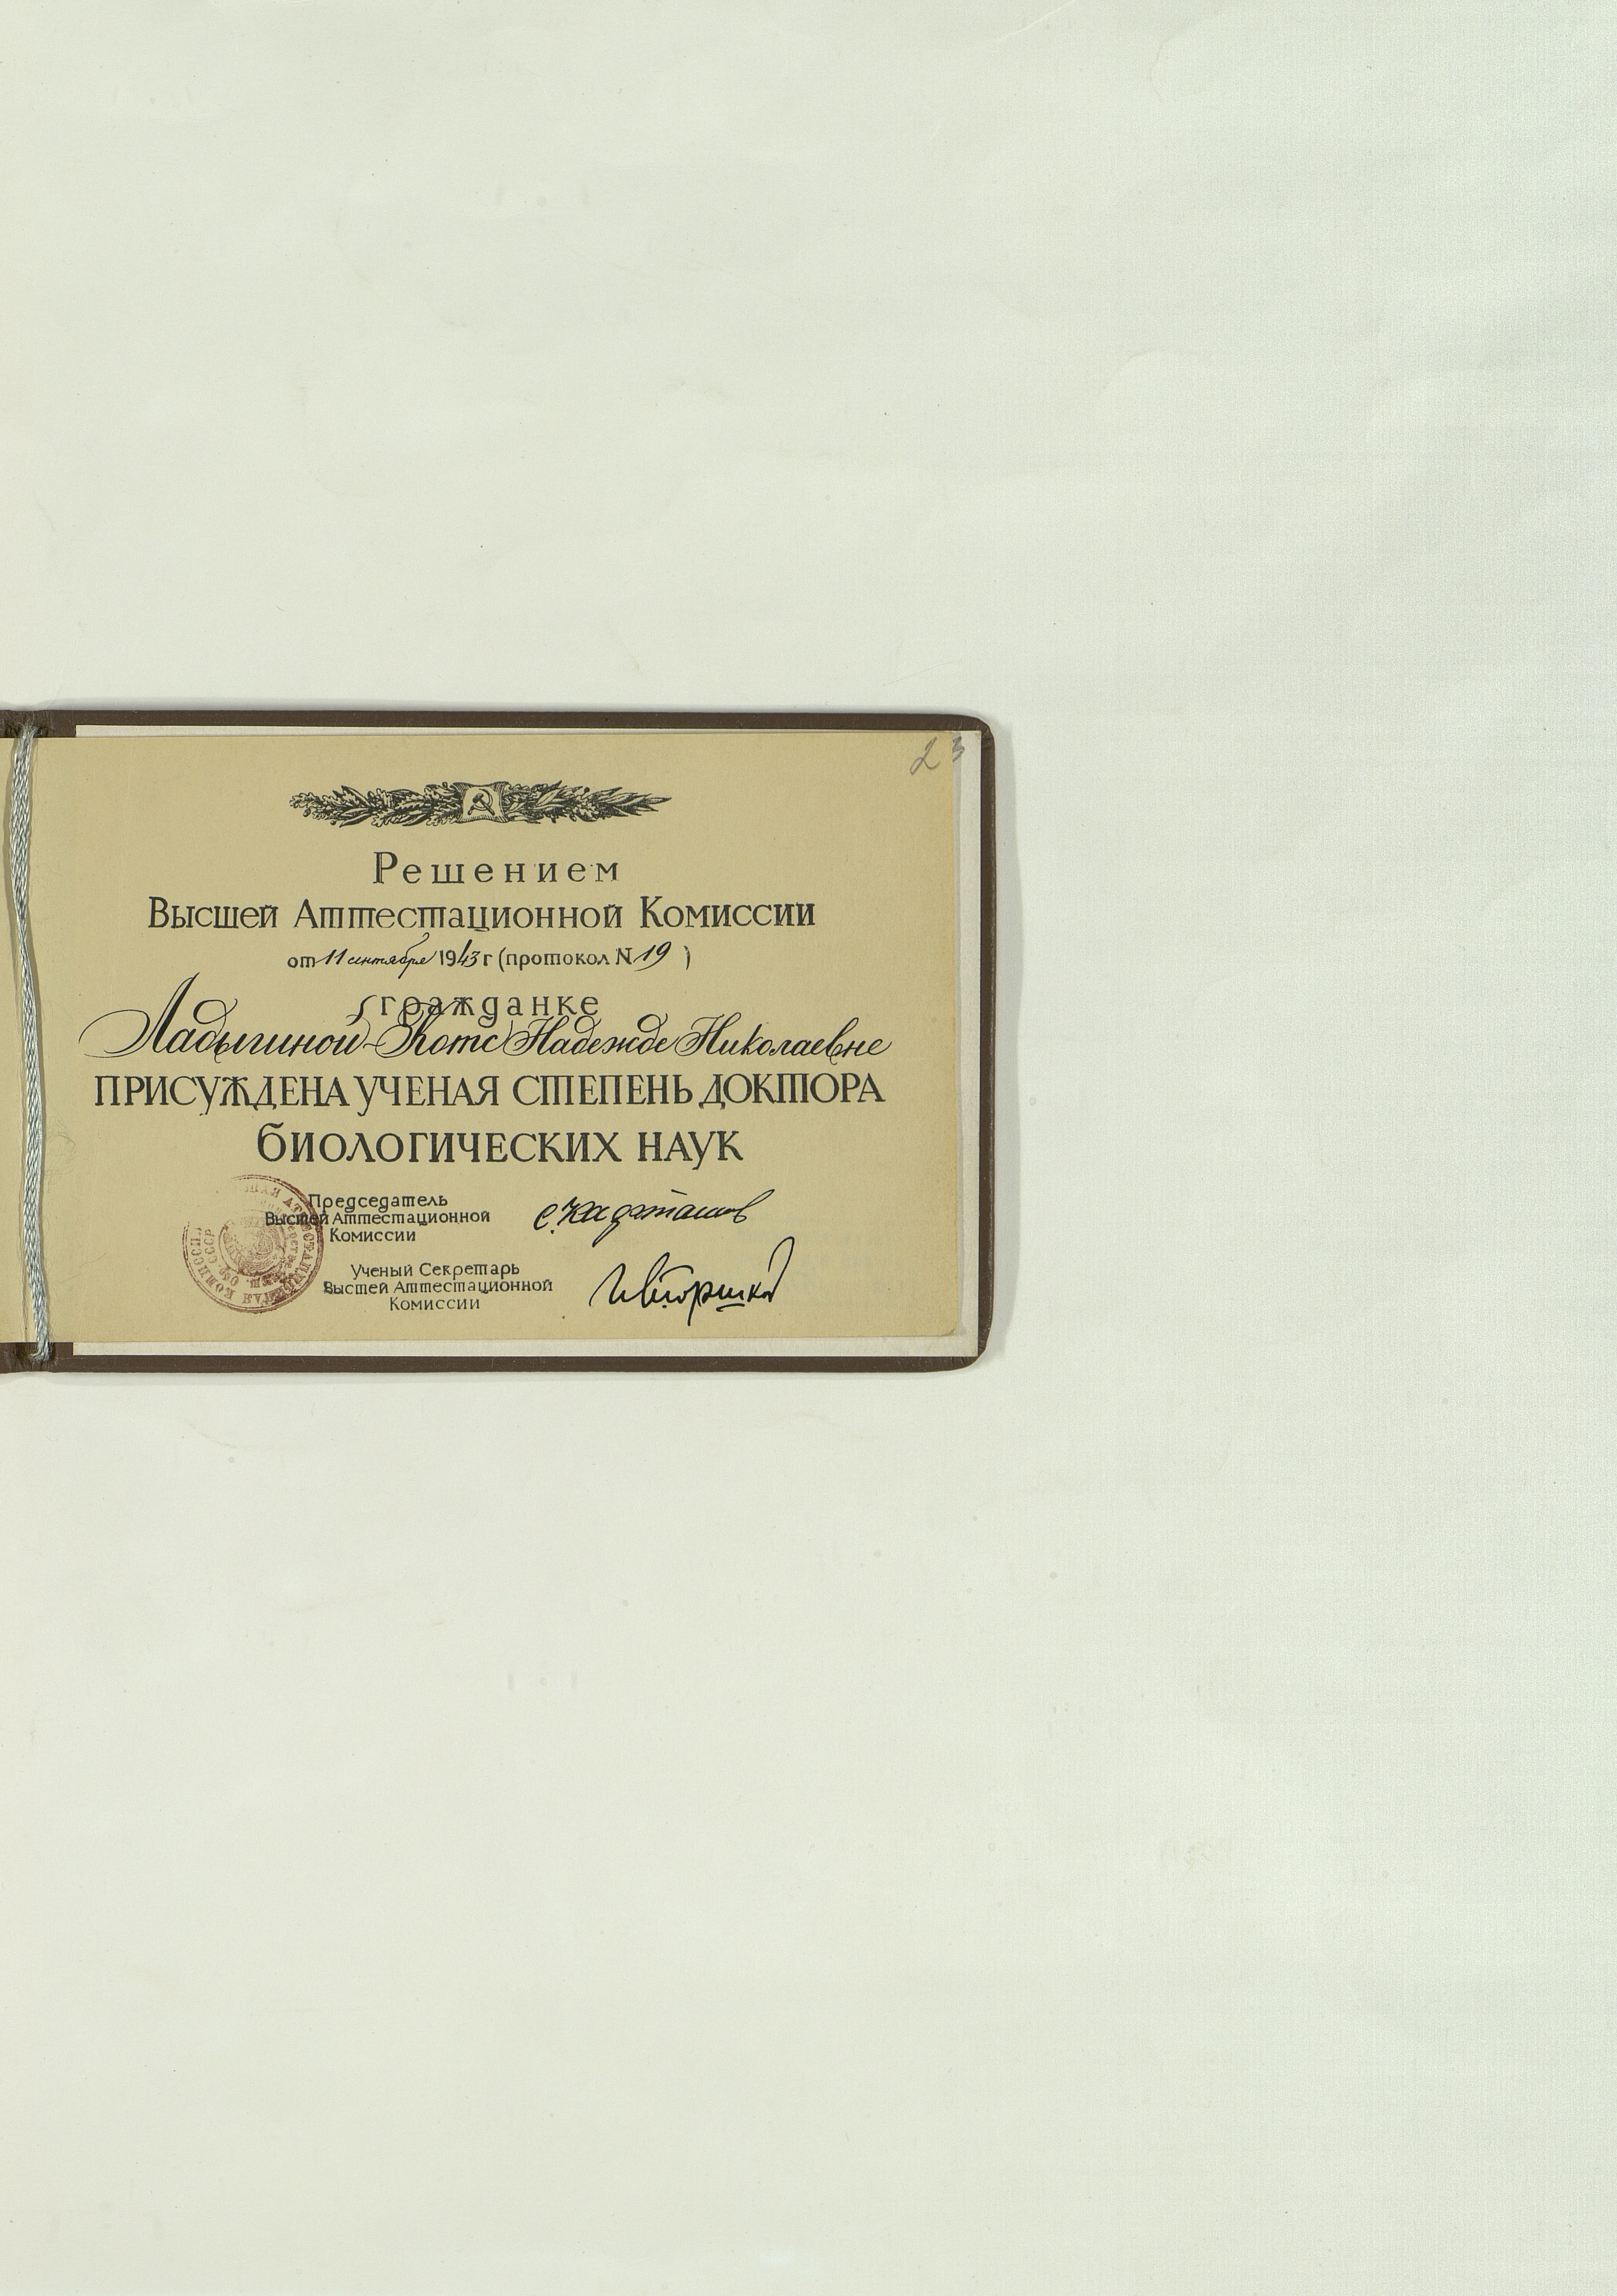 23
Решением
Высшей Аттестационной Комиссии
от 11 сентября 1943 г (протокол N 19 )
гражданке
Ладыгиной-Котс Надежде Николаевне
ПРИСУЖДЕНА УЧЕНАЯ СТЕПЕНЬ ДОКТОРА
БИОЛОГИЧЕСКИХ НАУК
Председатель
Высшей Аттестационной
Комиссии
С. Кафтанов
Ученый Секретарь
Высшей Аттестационной
Комиссии